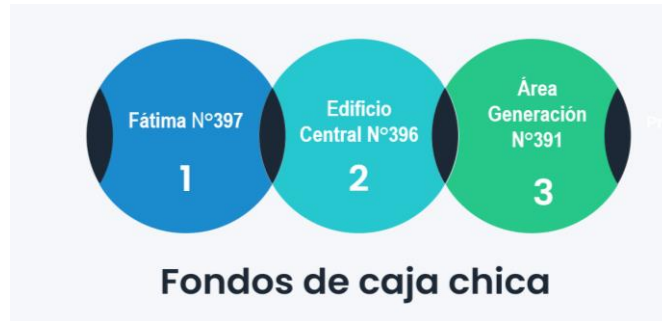 Fátima N°397
1
Edificio
Central N°396
2
Área
Generación
N°391
3
Fondos de caja chica